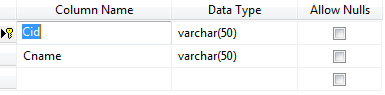 Column Name Data Type Allow Nulls
Cid varchar(50)
Cname varchar(50)